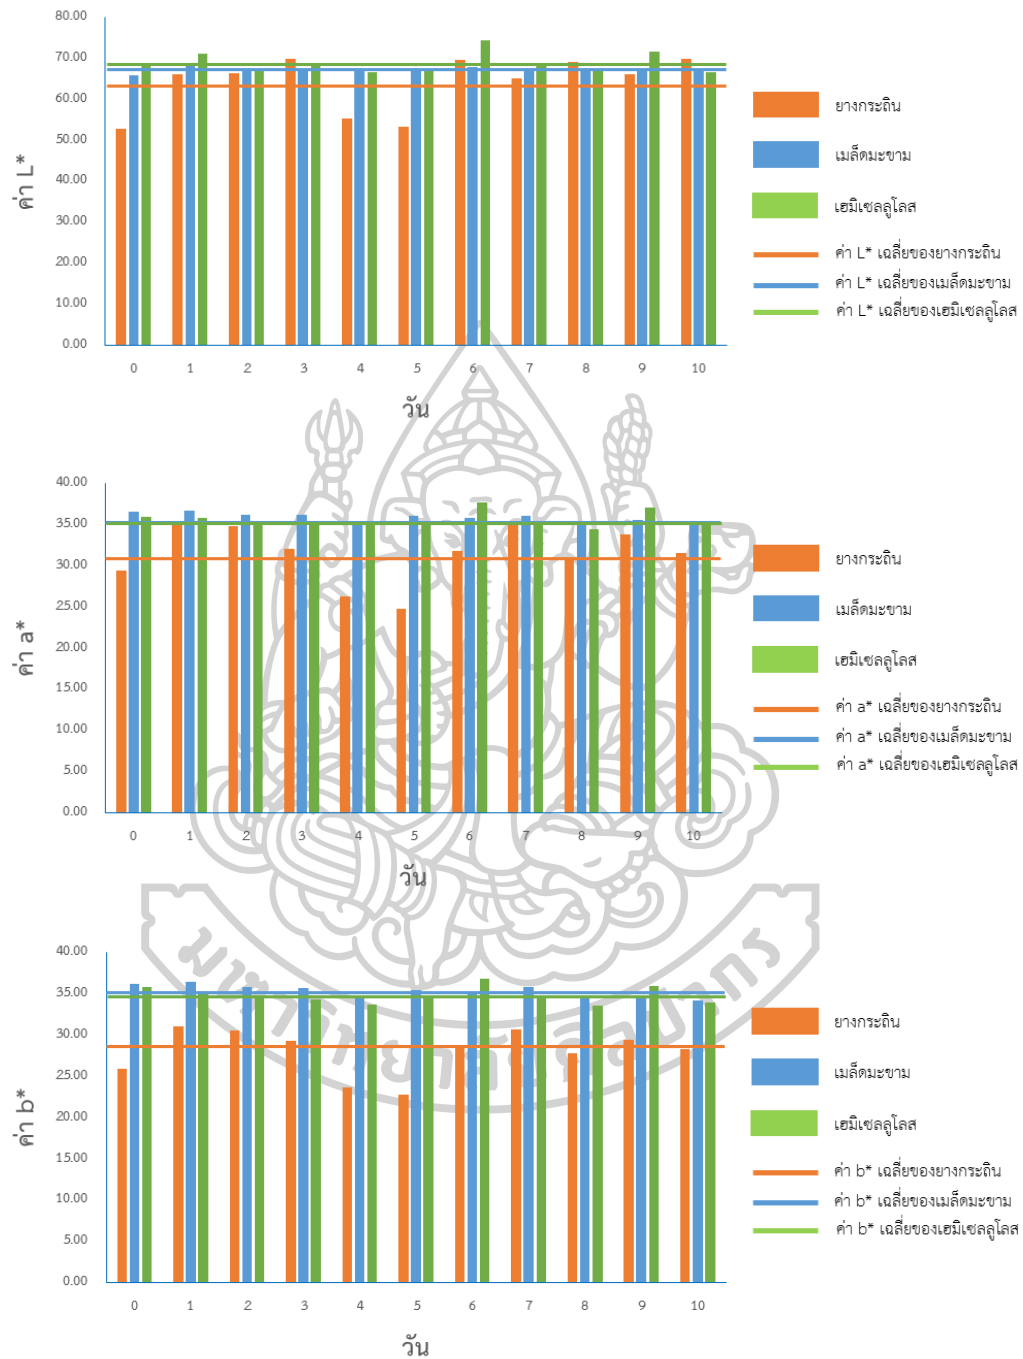 80.00
70.00
60.00
50.00
40.00
30.00
20.00
10.00
0.00
ค่า L*
0 1 2 3 4 5 6 7 8 9 10
วัน
ยางกระถิน
เมล็ดมะขาม
เฮมิเซลลูโลส
ค่า L* เฉลี่ยของยางกระถิน
ค่า L* เฉลี่ยของเมล็ดมะขาม
ค่า L* เฉลี่ยของเฮมิเซลลูโลส
40.00
35.00
30.00
25.00
20.00
15.00
10.00
5.00
0.00
ค่า a*
0 1 2 3 4 5 6 7 8 9 10
วัน
ยางกระถิน
เมล็ดมะขาม
เฮมิเซลลูโลส
ค่า a* เฉลี่ยของยางกระถิน
ค่า a* เฉลี่ยของเมล็ดมะขาม
ค่า a* เฉลี่ยของเฮมิเซลลูโลส
40.00
35.00
30.00
25.00
20.00
15.00
10.00
5.00
0.00
ค่า b*
0 1 2 3 4 5 6 7 8 9 10
วัน
ยางกระถิน
เมล็ดมะขาม
เฮมิเซลลูโลส
ค่า b* เฉลี่ยของยางกระถิน
ค่า b* เฉลี่ยของเมล็ดมะขาม
ค่า b* เฉลี่ยของเฮมิเซลลูโลส
มหาวิทยาลัยศิลปากร